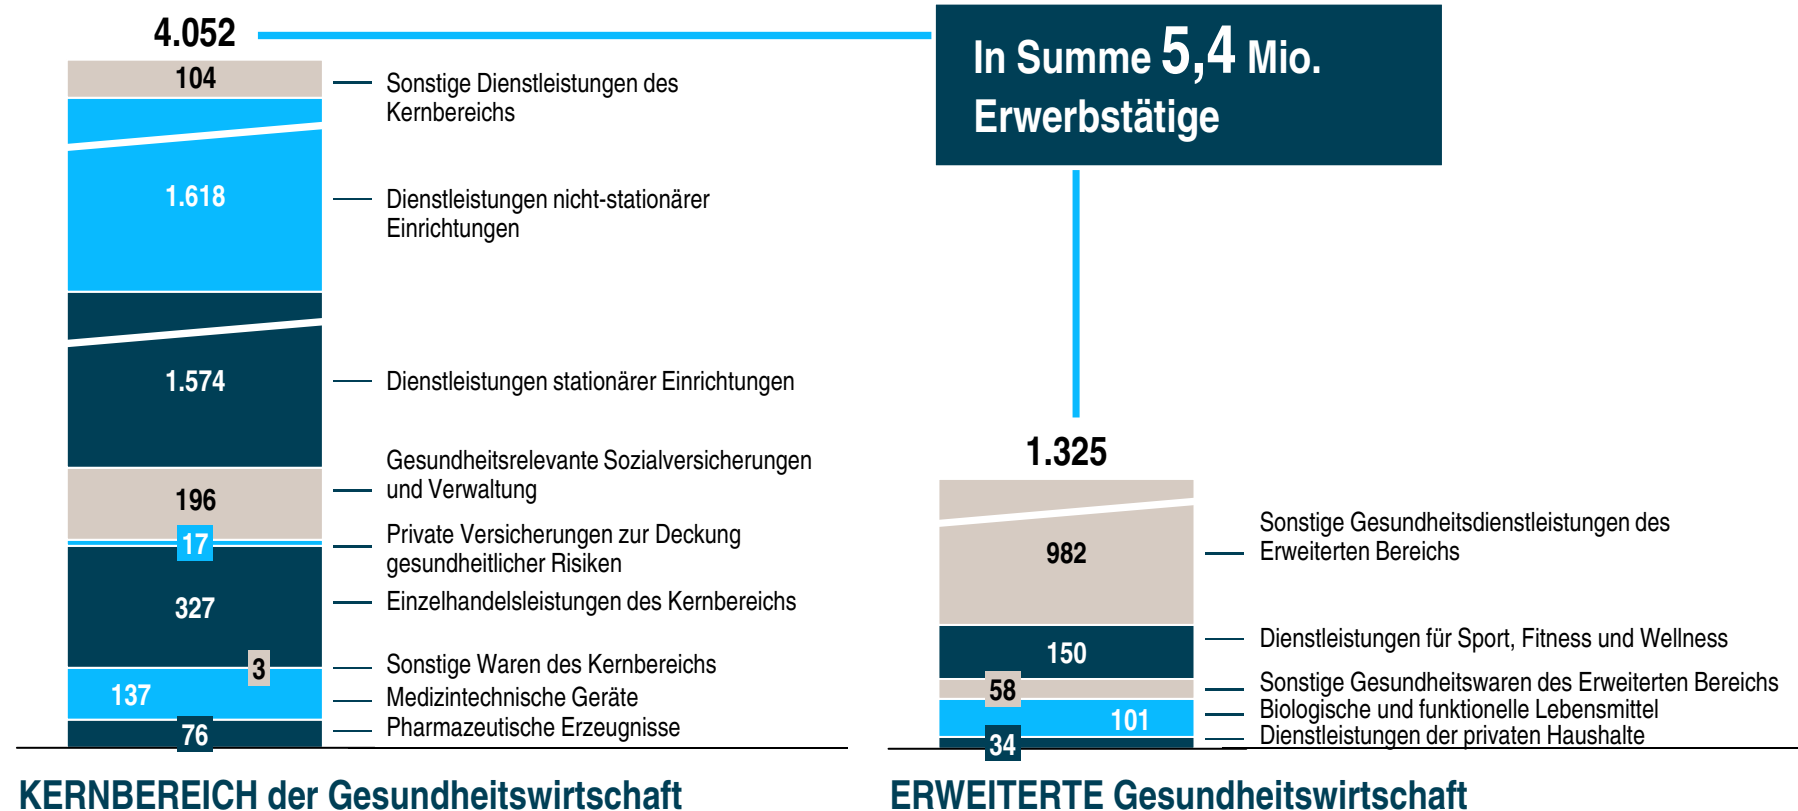 4.052
104
Sonstige Dienstleistungen des
Kernbereichs
1.618
Dienstleistungen nicht-stationärer
Einrichtungen
1.574
Dienstleistungen stationärer Einrichtungen
196
Gesundheitsrelevante Sozialversicherungen
und Verwaltung
17
Private Versicherungen zur Deckung
gesundheitlicher Risiken
327
Einzelhandelsleistungen des Kernbereichs
3
Sonstige Waren des Kernbereichs
137
Medizintechnische Geräte
76
Pharmazeutische Erzeugnisse
KERNBEREICH der Gesundheitswirtschaft
In Summe 5,4 Mio.
Erwerbstätige
1.325
982
Sonstige Gesundheitsdienstleistungen des
Erweiterten Bereichs
150
Dienstleistungen für Sport, Fitness und Wellness
58
Sonstige Gesundheitswaren des Erweiterten Bereichs
101
Biologische und funktionelle Lebensmittel
34
Dienstleistungen der privaten Haushalte
ERWEITERTE Gesundheitswirtschaft